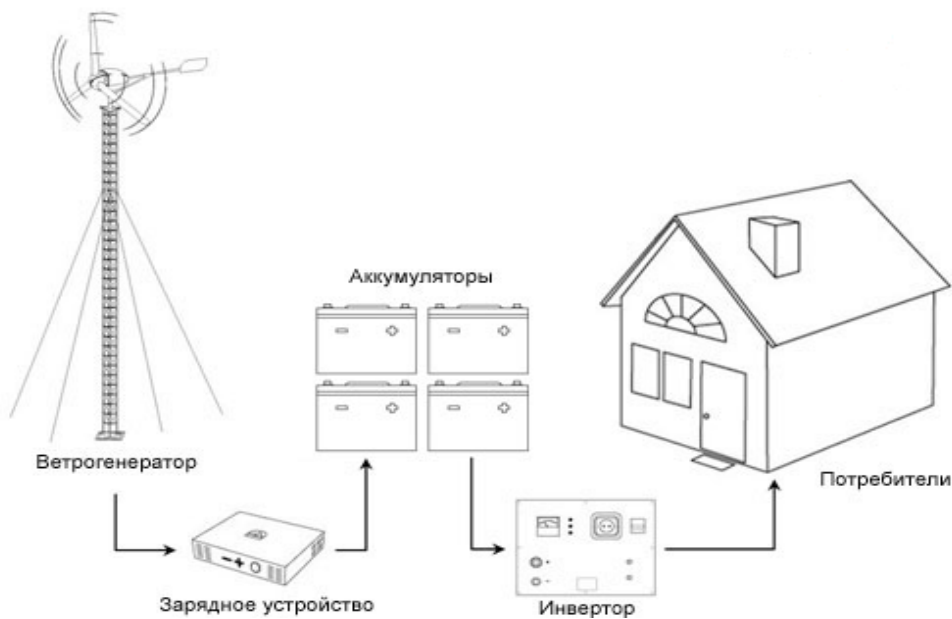 Аккумуляторы
Ветрогенератор
Потребители
Зарядное устройство
Инвертор